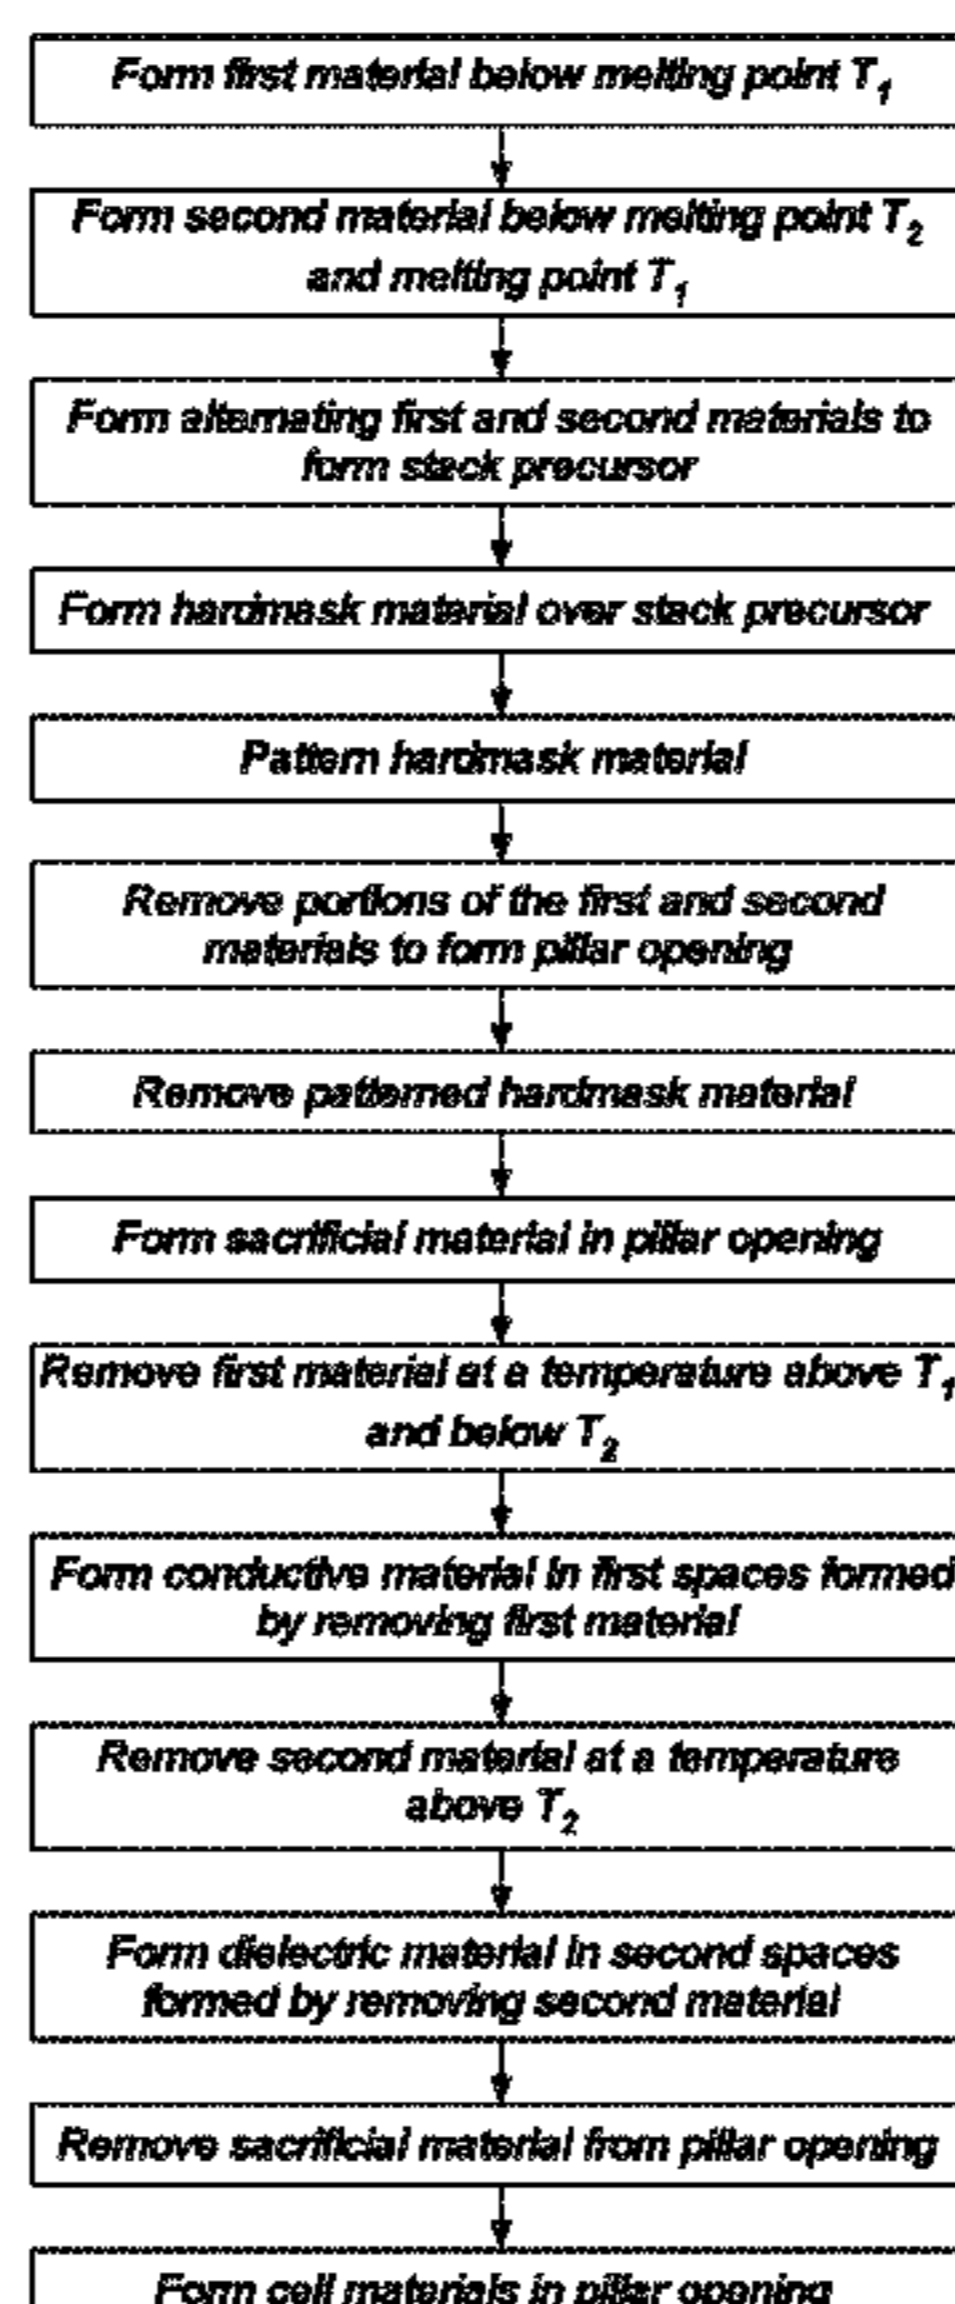 Form first material below melting point T1
Form second material below melting point T2
and melting point T1
Form alternating first and second materials to
form stack precursor
Form hardmask material over stack precursor
Pattern hardmask material
Remove portions of the first and second
materials to form pillar opening
Remove patterned hardmask material
Form sacrificial material in pillar opening
Remove first material at a temperature above T1
and below T2
Form conductive material in first spaces formed
by removing first material
Remove second material at a temperature
above T2
Form dielectric material in second spaces
formed by removing second material
Remove sacrificial material from pillar opening
Form cell materials in pillar opening